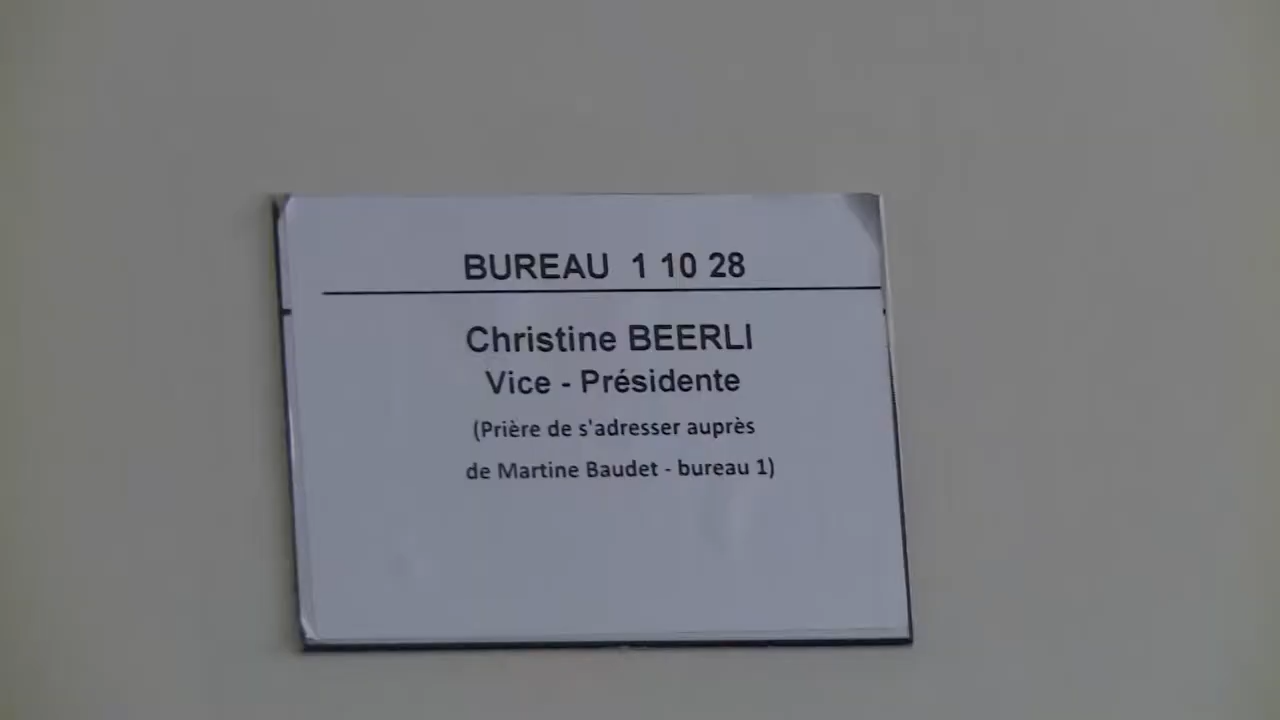 BUREAU 1 10 28
Christine BEERLI
Vice - Présidente
(Prière de s'adresser auprès
de Martine Baudet - bureau 1)